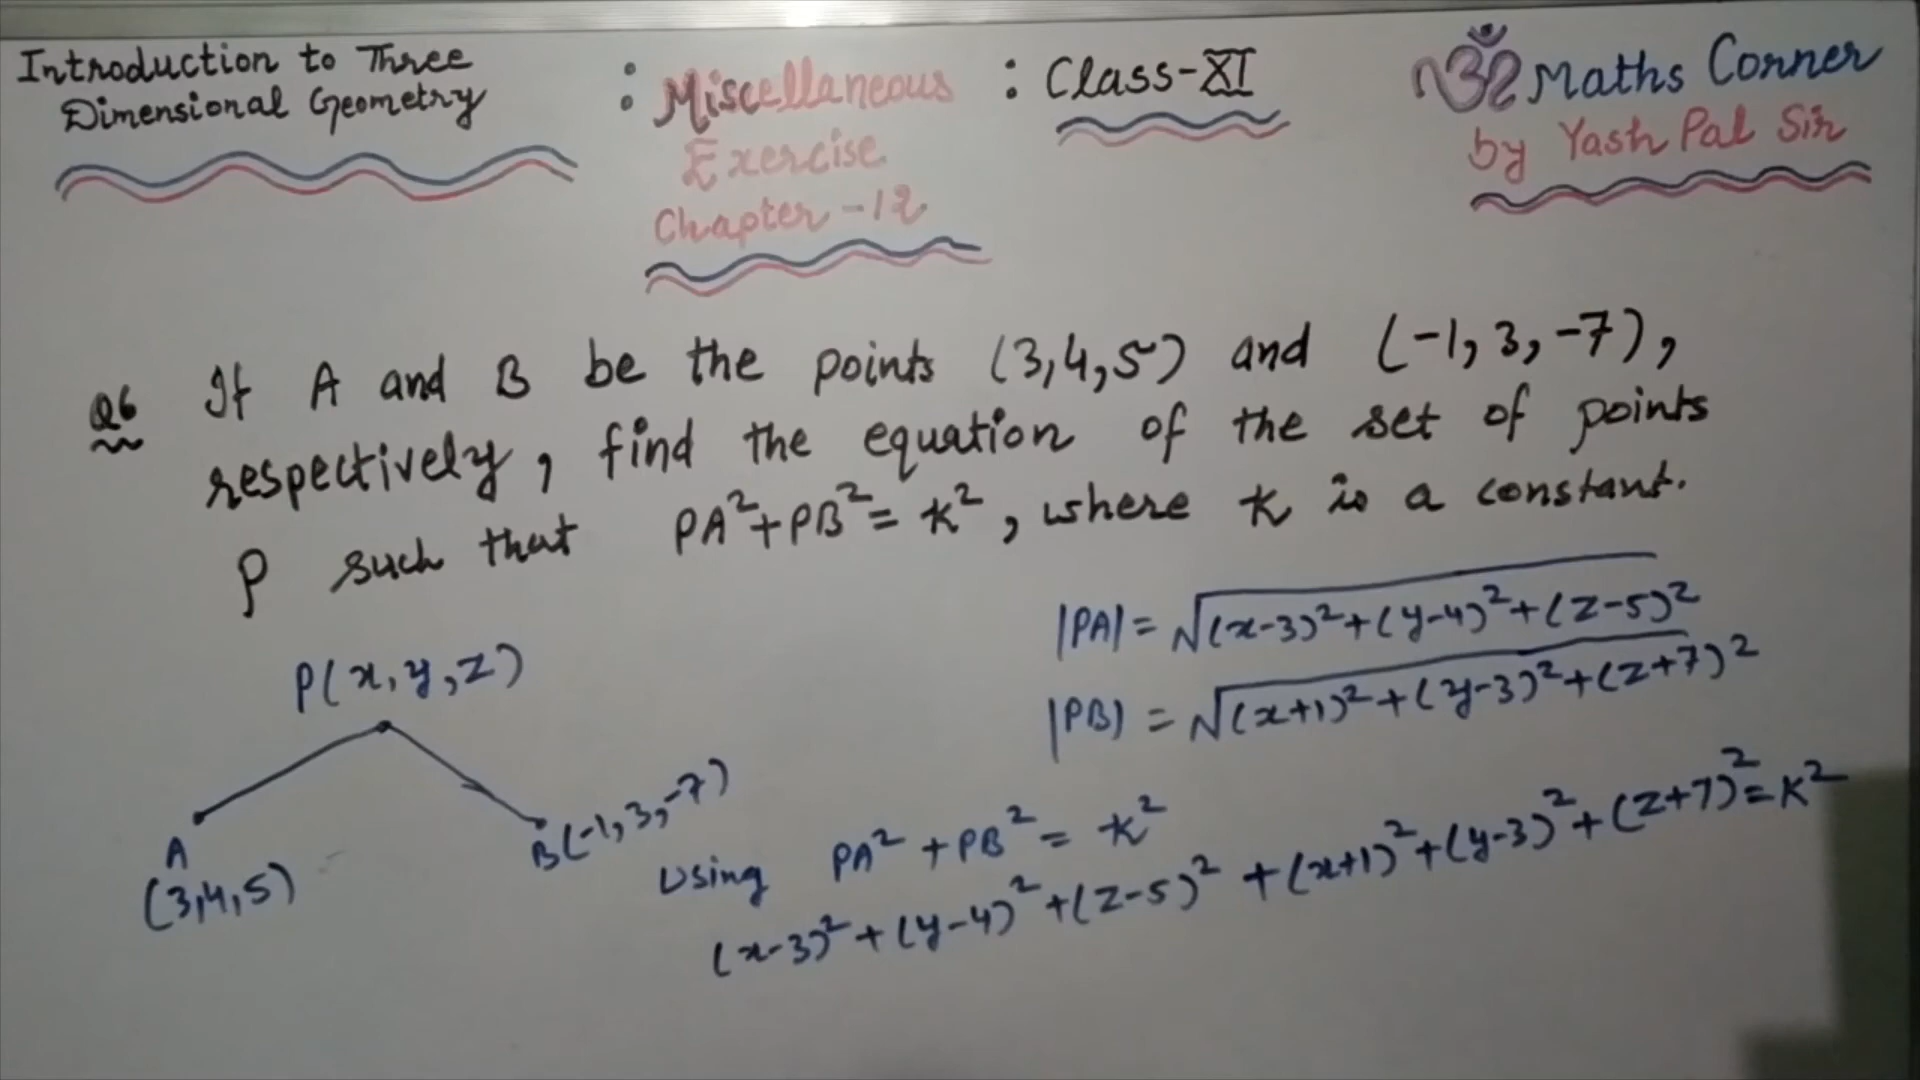 Introduction to Three
Dimensional Geometry
: Miscellaneous
Exercise
Chapter-12
: Class-XI
ॐ Maths Corner
by Yash Pal Sir
Q6 If A and B be the points (3,4,5) and (-1,3,-7),
respectively, find the equation of the set of points
P such that PA²+PB²=K², where K is a constant.
P(x,y,z)
A
(3,4,5)
B(-1,3,-7)
|PA|=√(x-3)²+(y-4)²+(z-5)²
|PB|=√(x+1)²+(y-3)²+(z+7)²
Using PA²+PB²=K²
(x-3)²+(y-4)²+(z-5)²+(x+1)²+(y-3)²+(z+7)²=K²